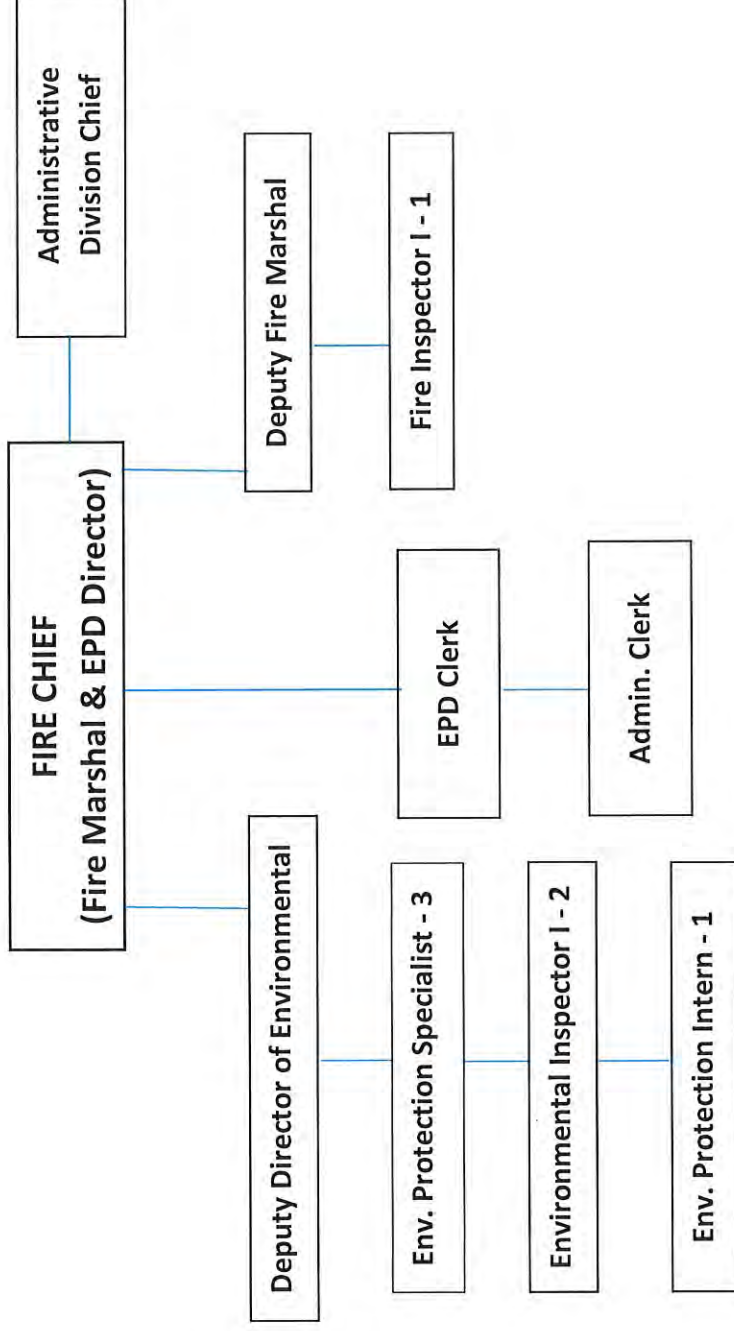 FIRE CHIEF
(Fire Marshal & EPD Director)
Administrative
Division Chief
Deputy Director of Environmental
Env. Protection Specialist - 3
Environmental Inspector I - 2
Env. Protection Intern - 1
EPD Clerk
Admin. Clerk
Deputy Fire Marshal
Fire Inspector I - 1